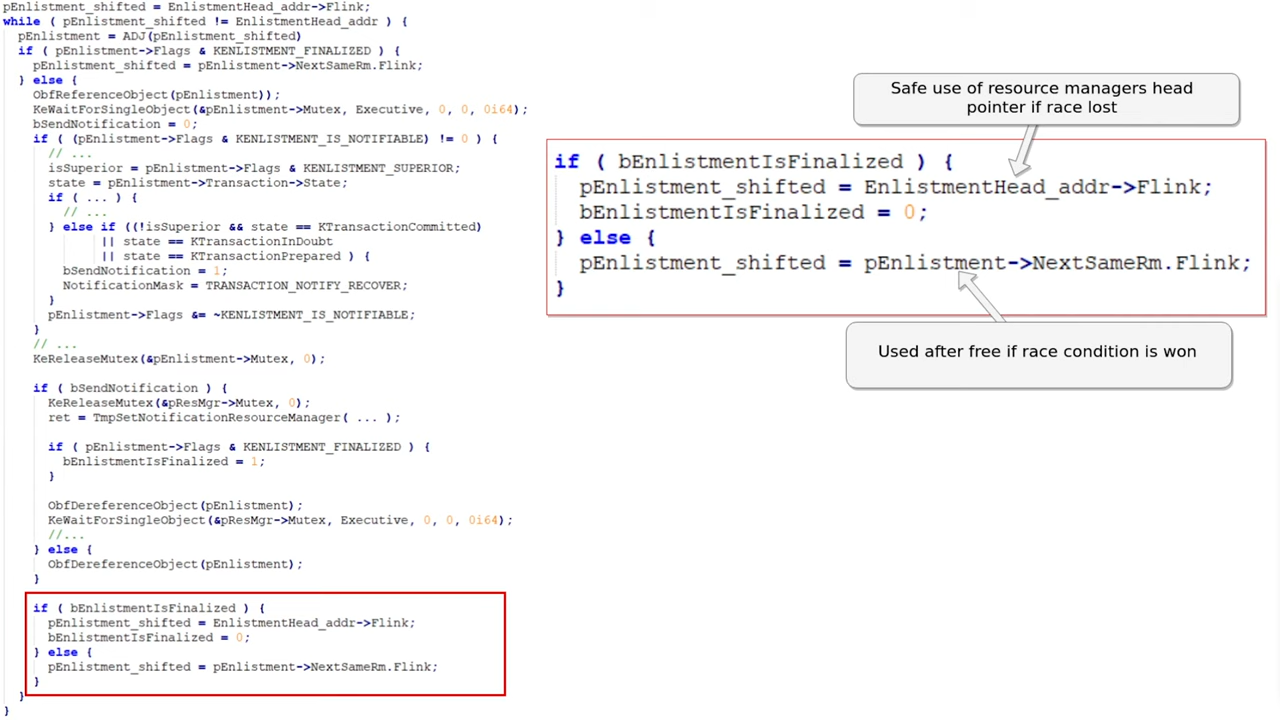 pEnlistment_shifted = EnlistmentHead_addr->Flink;
while ( pEnlistment_shifted != EnlistmentHead_addr ) {
  pEnlistment = ADJ(pEnlistment_shifted)
  if ( pEnlistment->Flags & KENLISTMENT_FINALIZED ) {
    pEnlistment_shifted = pEnlistment->NextSameRm.Flink;
  } else {
    ObfReferenceObject(pEnlistment));
    KeWaitForSingleObject(&pEnlistment->Mutex, Executive, 0, 0, 0i64);
    bSendNotification = 0;
    if ( (pEnlistment->Flags & KENLISTMENT_IS_NOTIFIABLE) != 0 ) {
      // ...
      isSuperior = pEnlistment->Flags & KENLISTMENT_SUPERIOR;
      state = pEnlistment->Transaction->State;
      if ( ... ) {
        // ...
      } else if ((!isSuperior && state == KTransactionCommitted)
             || state == KTransactionInDoubt
             || state == KTransactionPrepared ) {
        bSendNotification = 1;
        NotificationMask = TRANSACTION_NOTIFY_RECOVER;
      }
      pEnlistment->Flags &= ~KENLISTMENT_IS_NOTIFIABLE;
    }
    // ...
    KeReleaseMutex(&pEnlistment->Mutex, 0);
    if ( bSendNotification ) {
      KeReleaseMutex(&pResMgr->Mutex, 0);
      ret = TmpSetNotificationResourceManager( ... );
      if ( pEnlistment->Flags & KENLISTMENT_FINALIZED ) {
        bEnlistmentIsFinalized = 1;
      }
      ObfDereferenceObject(pEnlistment);
      KeWaitForSingleObject(&pResMgr->Mutex, Executive, 0, 0, 0i64);
      //...
    } else {
      ObfDereferenceObject(pEnlistment);
    }
    if ( bEnlistmentIsFinalized ) {
      pEnlistment_shifted = EnlistmentHead_addr->Flink;
      bEnlistmentIsFinalized = 0;
    } else {
      pEnlistment_shifted = pEnlistment->NextSameRm.Flink;
    }
  }
}
Safe use of resource managers head
pointer if race lost
if ( bEnlistmentIsFinalized ) {
  pEnlistment_shifted = EnlistmentHead_addr->Flink;
  bEnlistmentIsFinalized = 0;
} else {
  pEnlistment_shifted = pEnlistment->NextSameRm.Flink;
}
Used after free if race condition is won